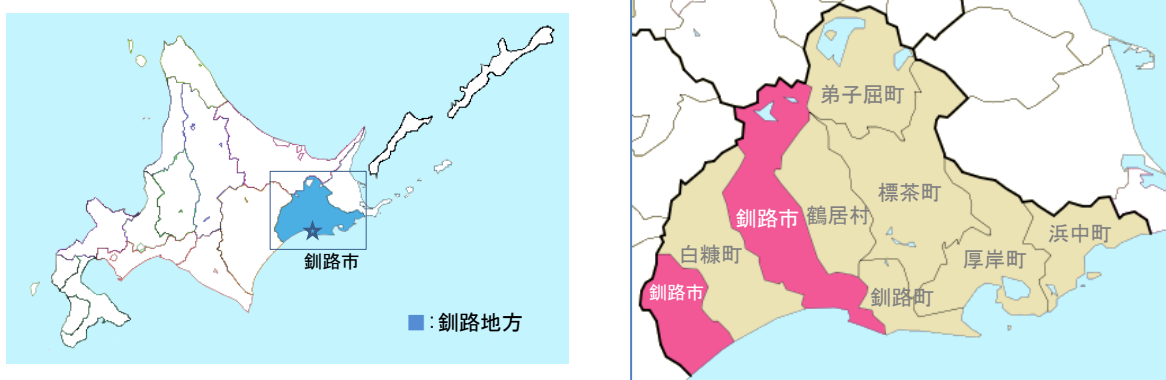 釧路市
■：釧路地方
弟子屈町
標茶町
釧路市
鶴居村
浜中町
白糠町
厚岸町
釧路市
釧路町